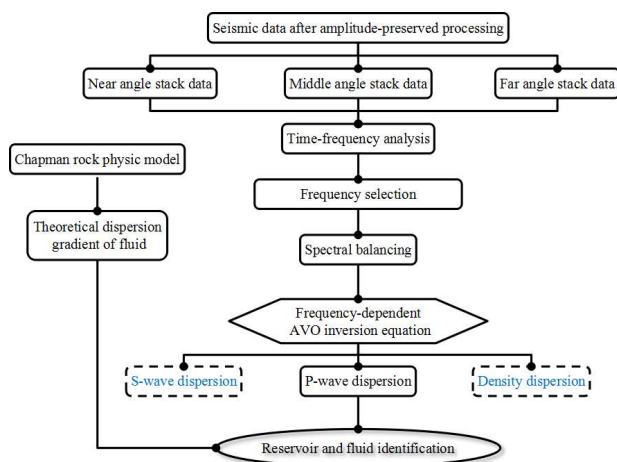 Seismic data after amplitude-preserved processing
Near angle stack data
Middle angle stack data
Far angle stack data
Time-frequency analysis
Chapman rock physic model
Frequency selection
Theoretical dispersion
gradient of fluid
Spectral balancing
Frequency-dependent
AVO inversion equation
S-wave dispersion
P-wave dispersion
Density dispersion
Reservoir and fluid identification